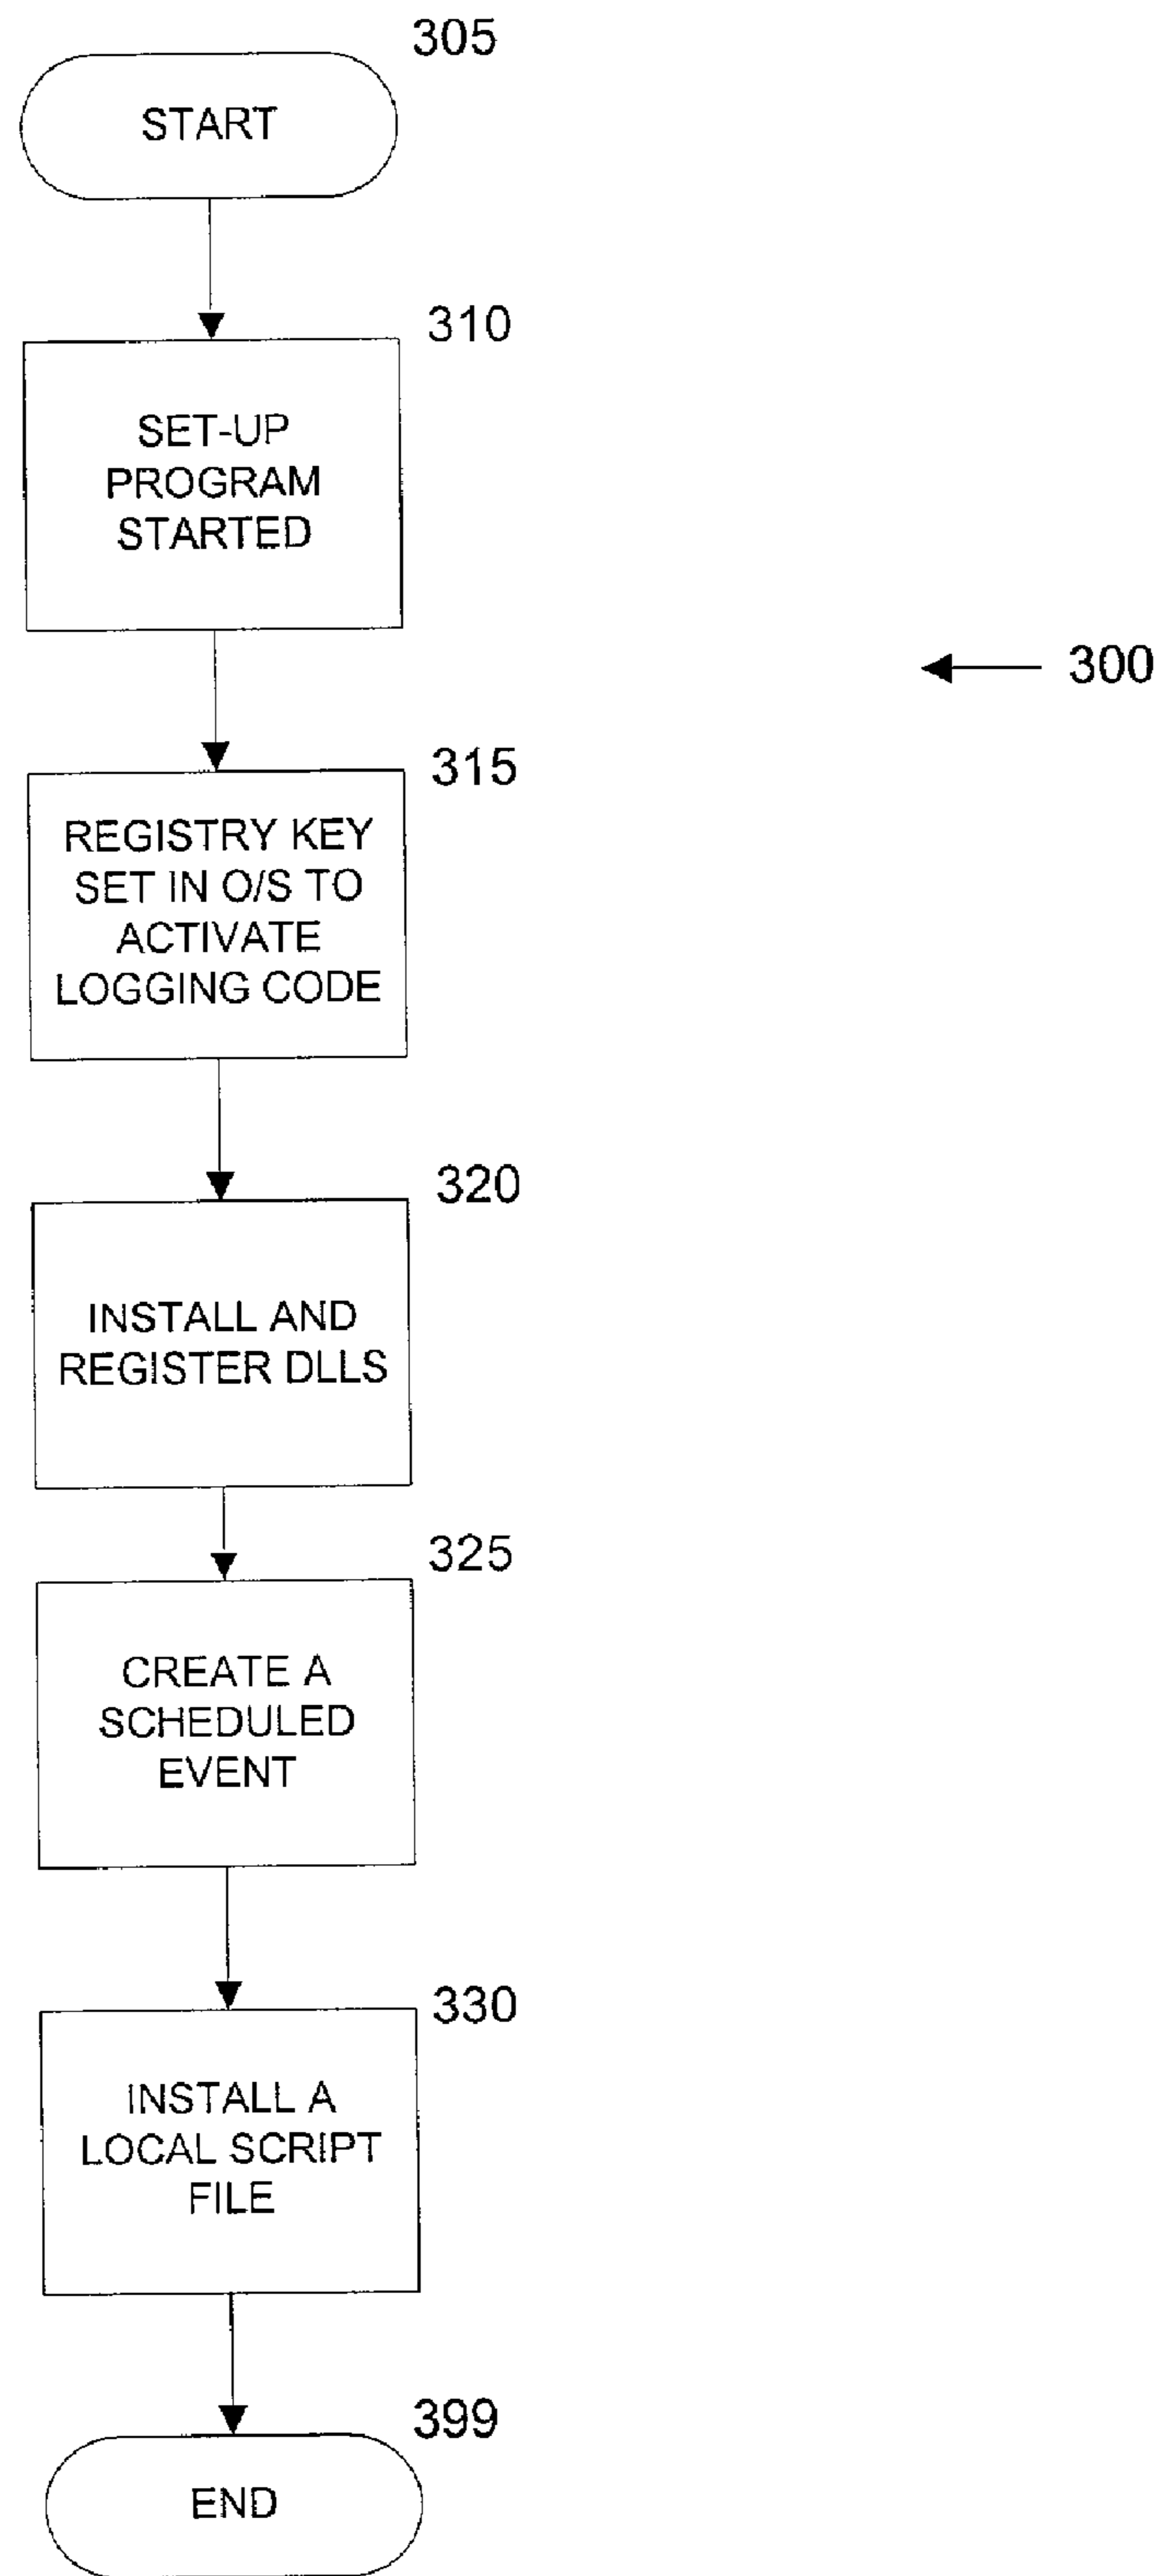 305
START
310
SET-UP
PROGRAM
STARTED
300
315
REGISTRY KEY
SET IN O/S TO
ACTIVATE
LOGGING CODE
320
INSTALL AND
REGISTER DLLS
325
CREATE A
SCHEDULED
EVENT
330
INSTALL A
LOCAL SCRIPT
FILE
399
END